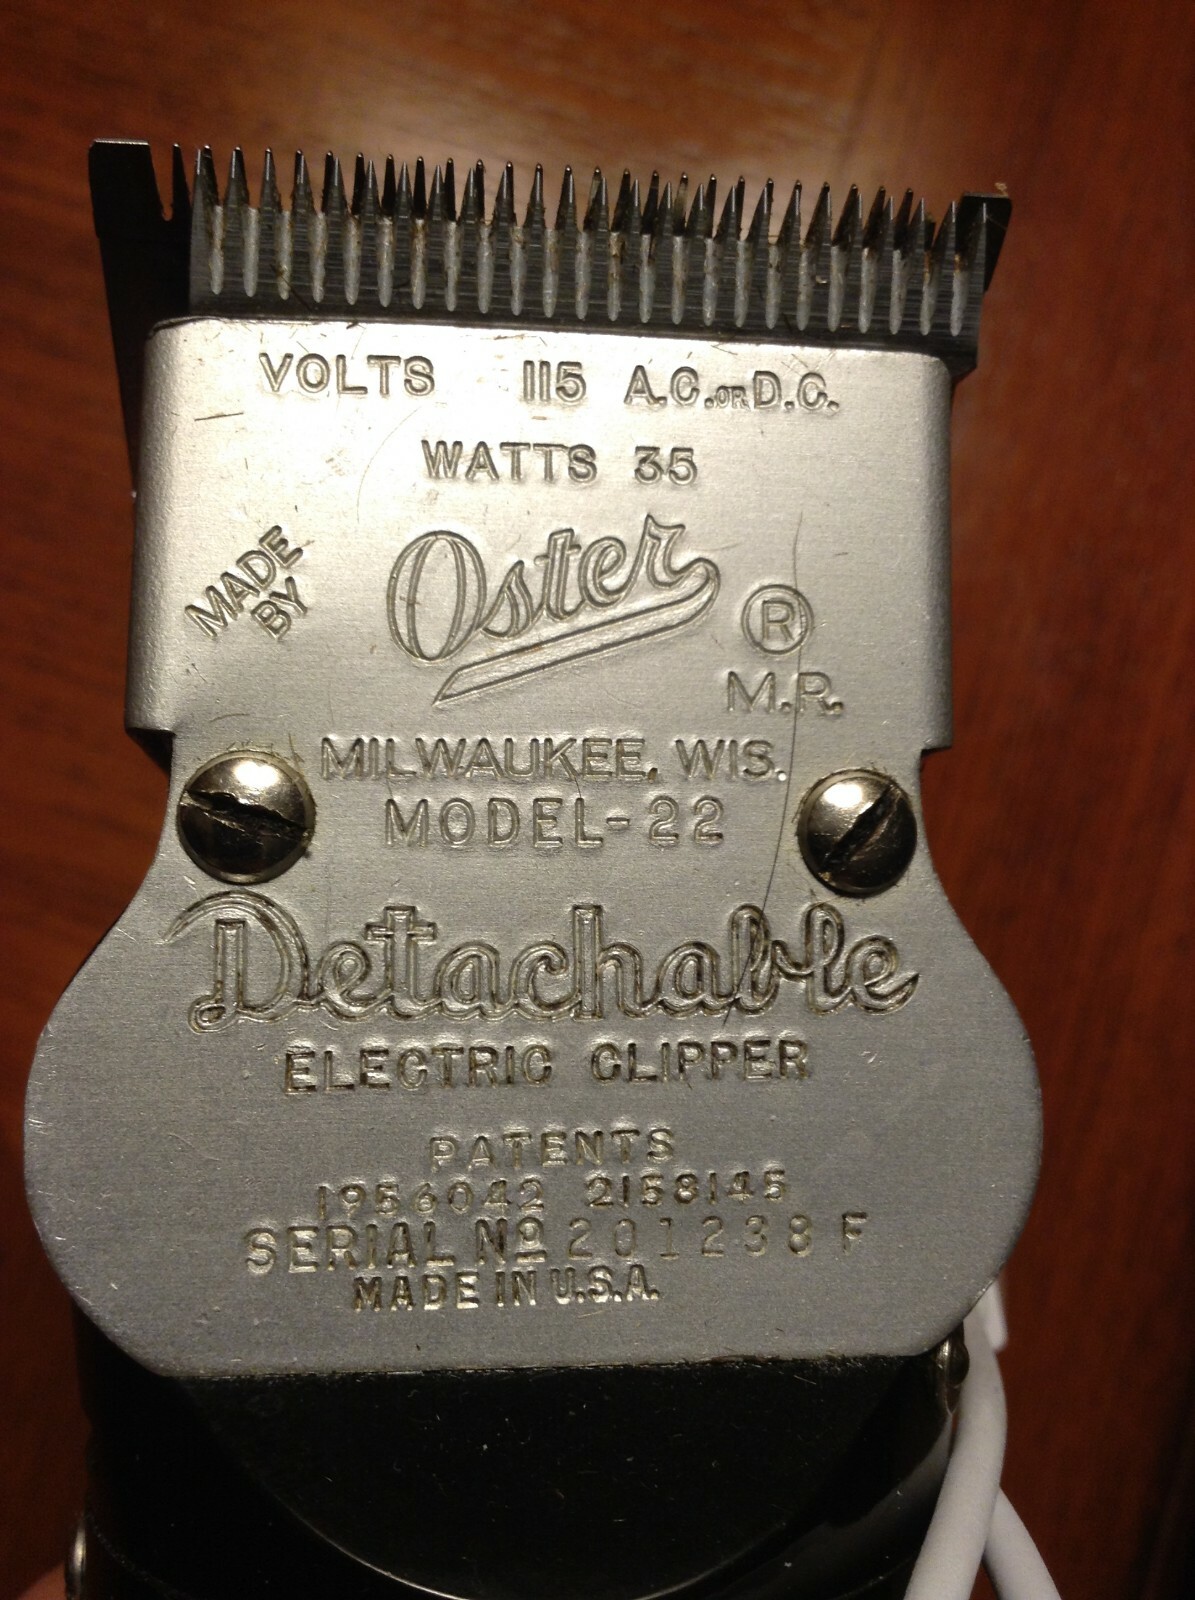 VOLTS 115 A.C. OR D.C.
WATTS 35
MADE
BY
Oster ®
M.R.
MILWAUKEE, WIS.
MODEL-22
Detachable
ELECTRIC CLIPPER
PATENTS
1956042 2158145
SERIAL Nº 201238 F
MADE IN U.S.A.